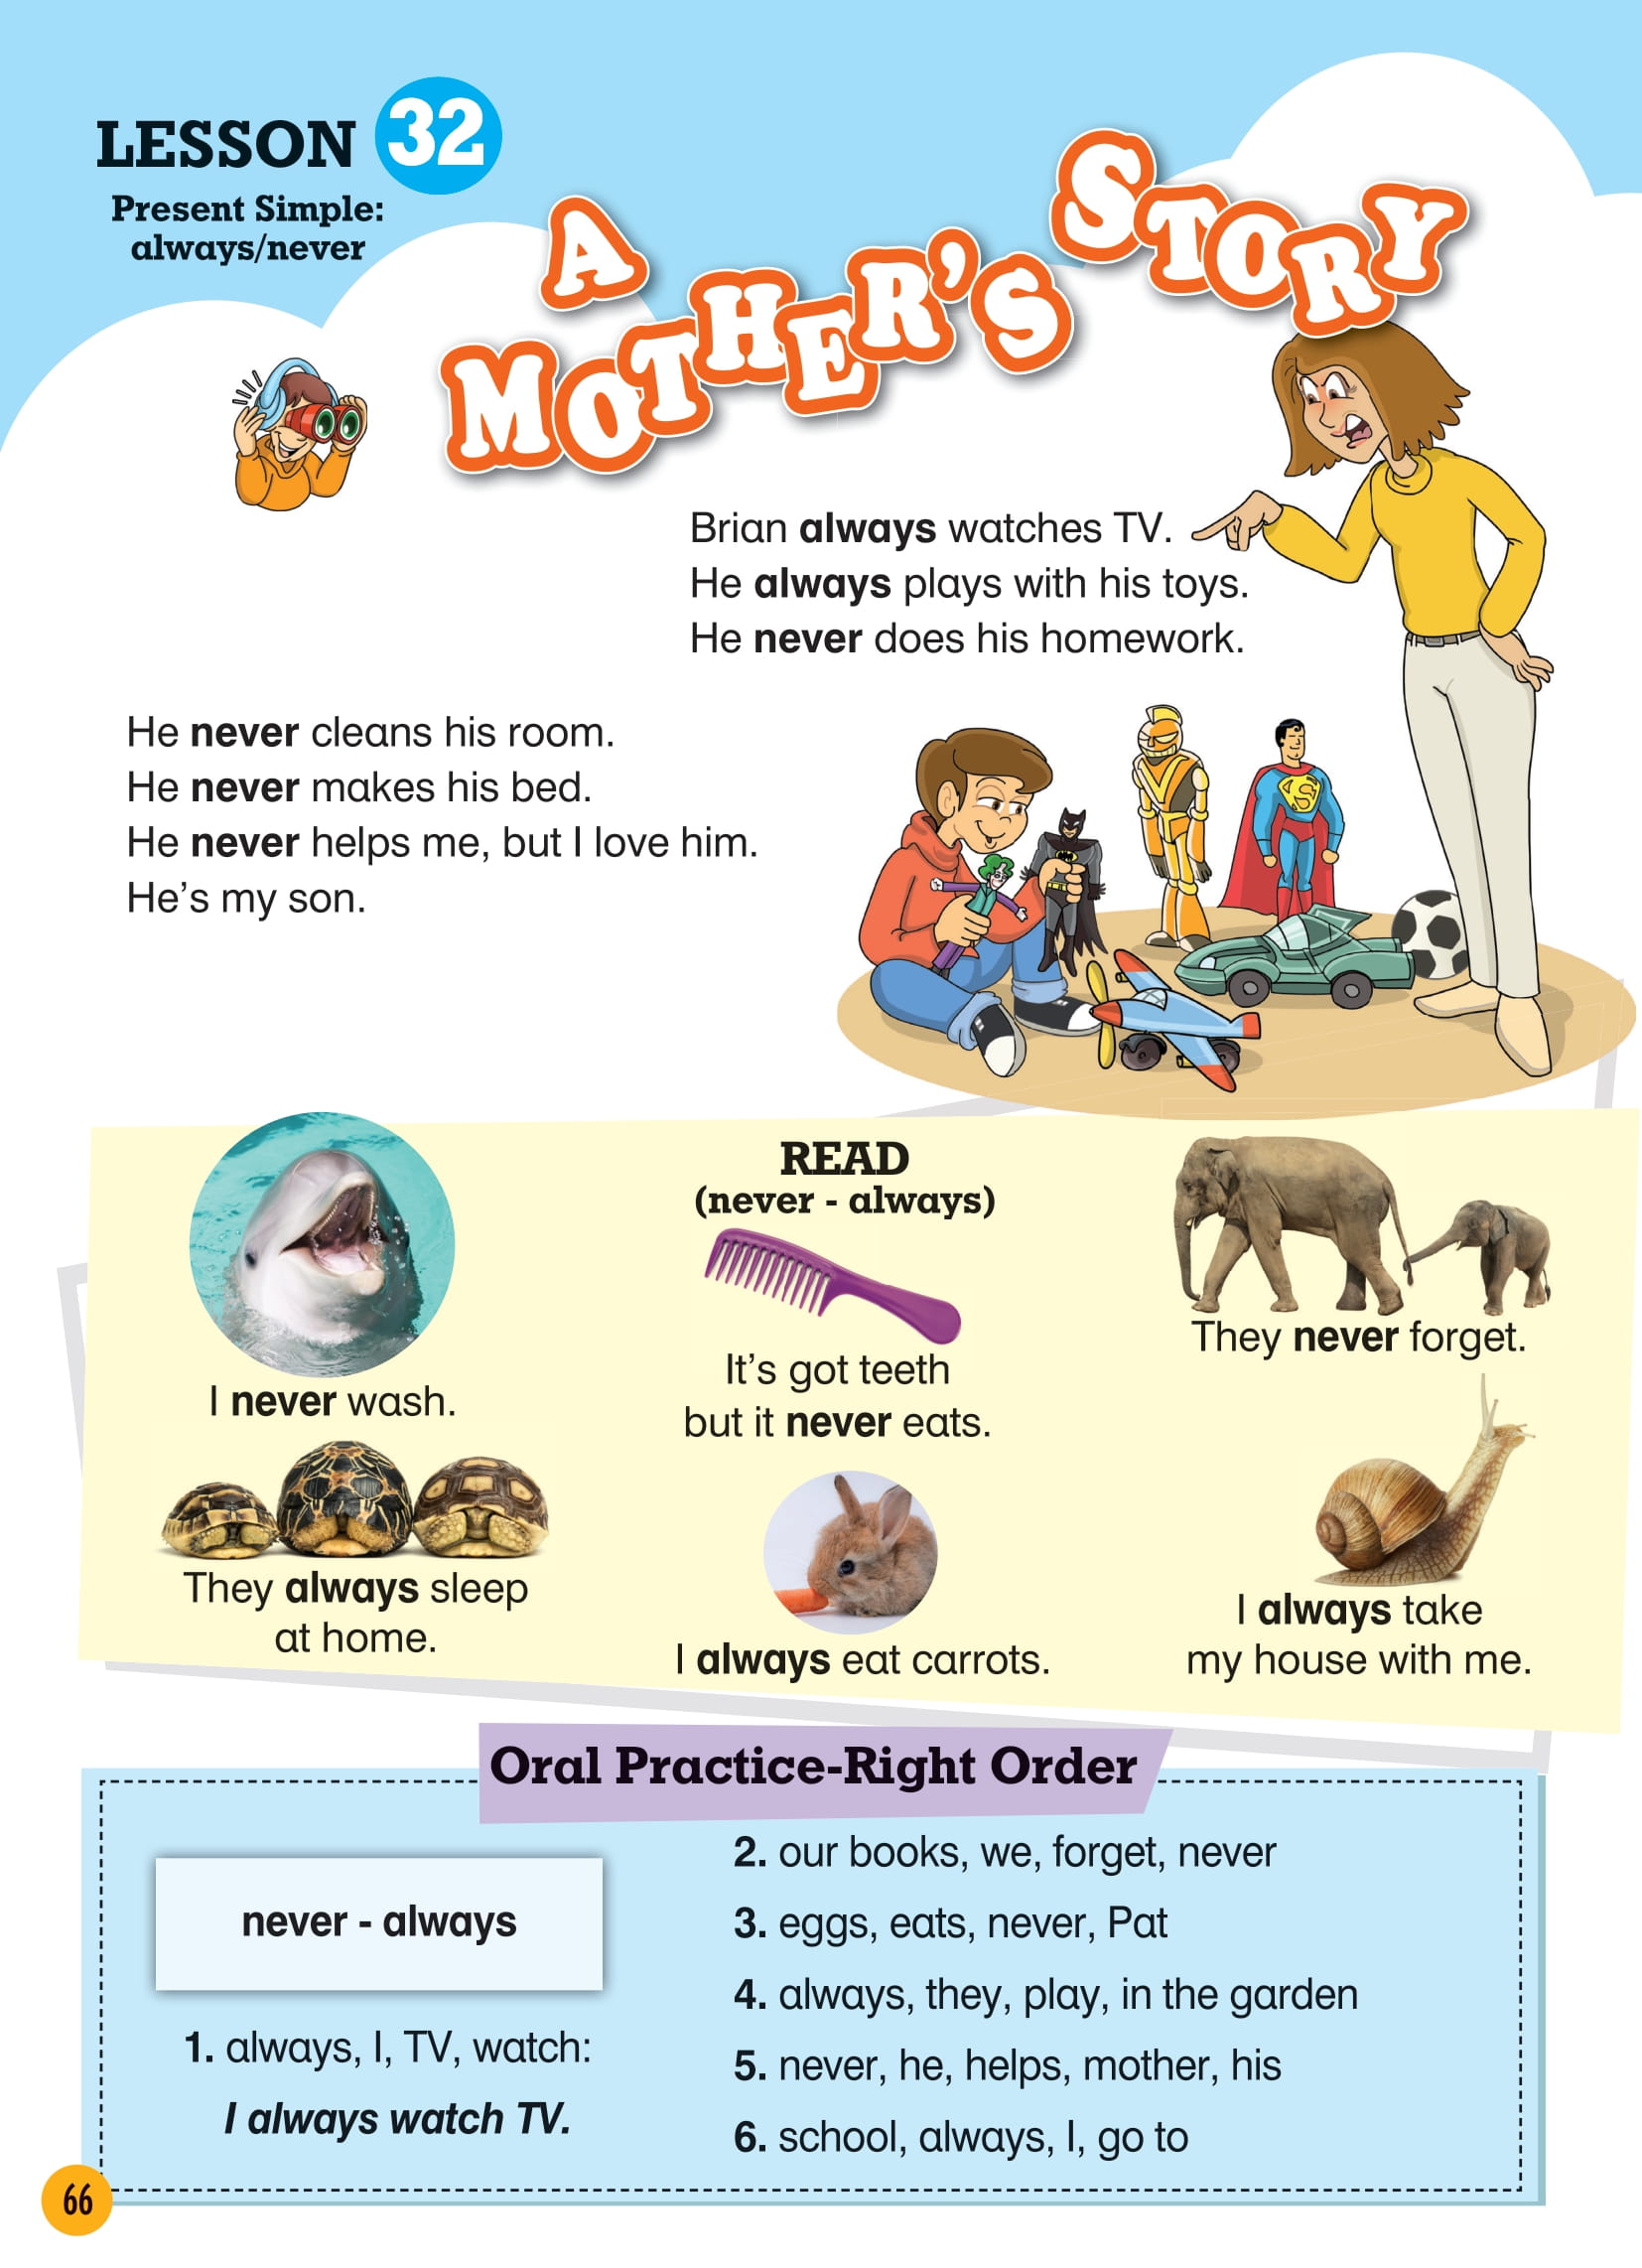 LESSON 32
Present Simple:
always/never
A
MOTHER'S
STORY
Brian always watches TV.
He always plays with his toys.
He never does his homework.
He never cleans his room.
He never makes his bed.
He never helps me, but I love him.
He's my son.
S
READ
(never - always)
I never wash.
It's got teeth
but it never eats.
They never forget.
They always sleep
at home.
I always eat carrots.
I always take
my house with me.
Oral Practice-Right Order
never - always
1. always, I, TV, watch:
I always watch TV.
2. our books, we, forget, never
3. eggs, eats, never, Pat
4. always, they, play, in the garden
5. never, he, helps, mother, his
6. school, always, I, go to
66